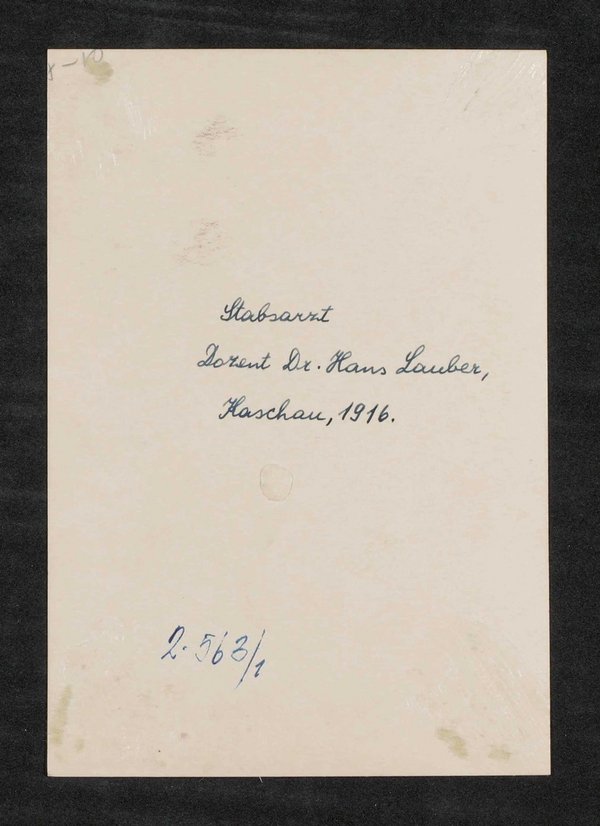 Stabsarzt
Dozent Dr. Hans Lauber,
Kaschau, 1916.
2.563/1